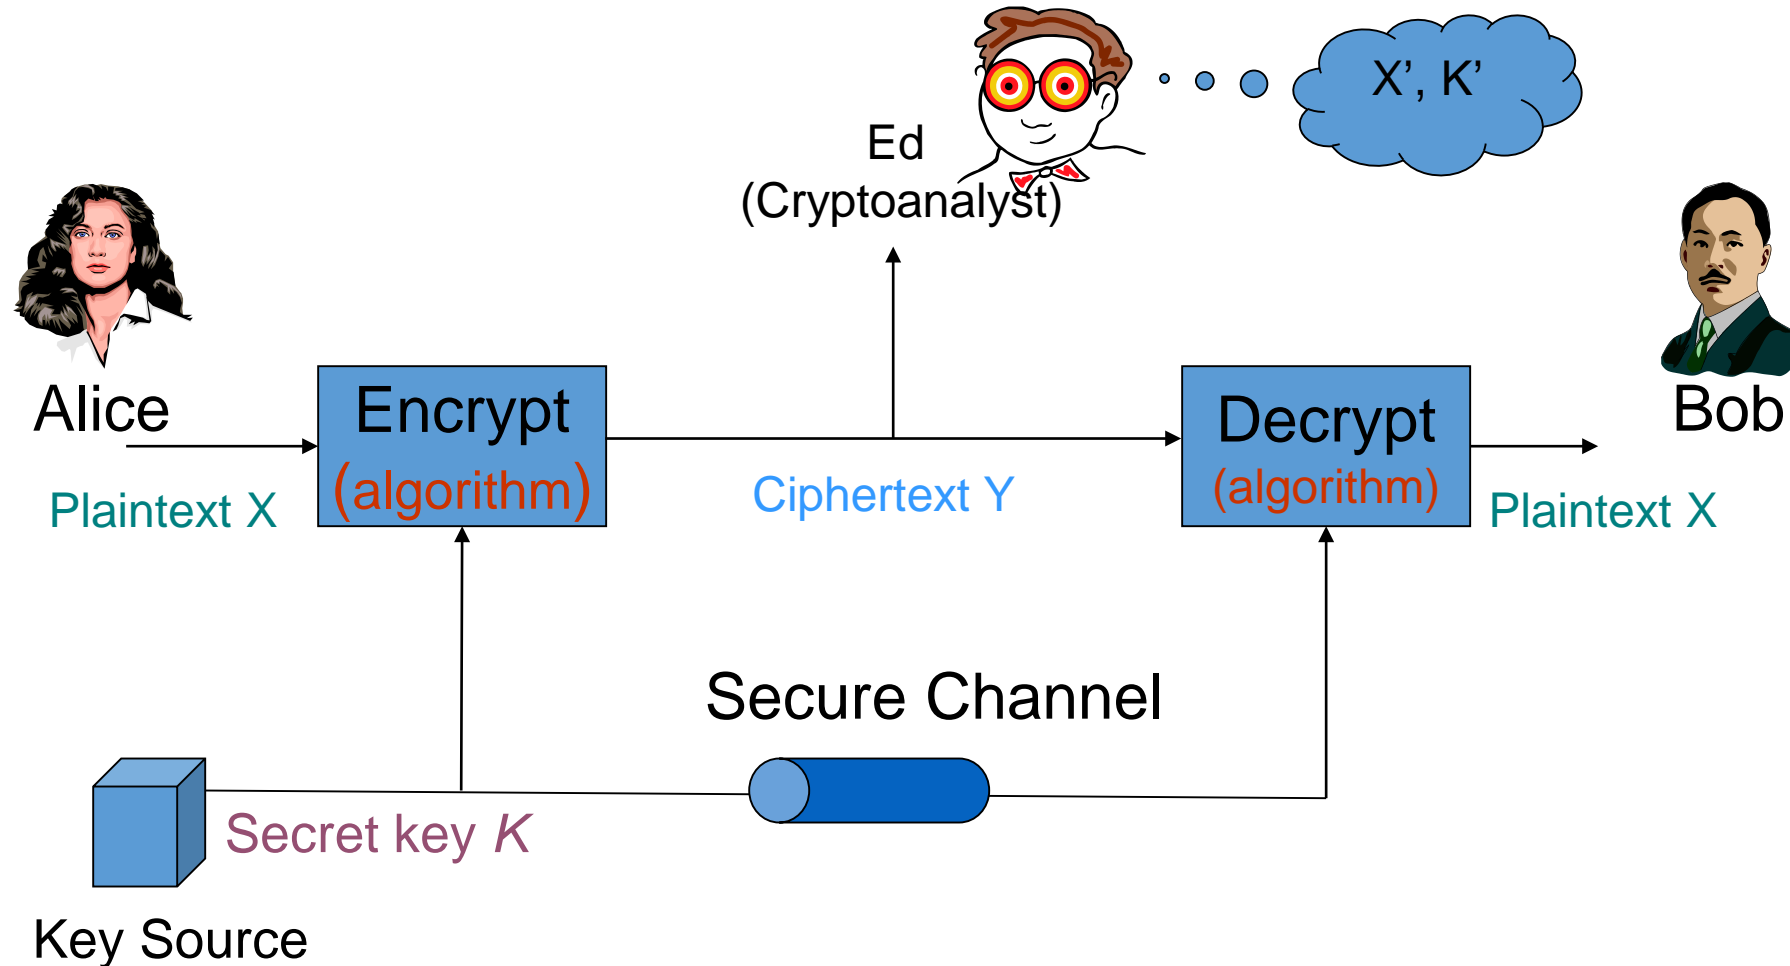 X’, K’
Ed
(Cryptoanalyst)
Alice
Encrypt
(algorithm)
Decrypt
(algorithm)
Bob
Plaintext X
Ciphertext Y
Plaintext X
Secure Channel
Secret key K
Key Source